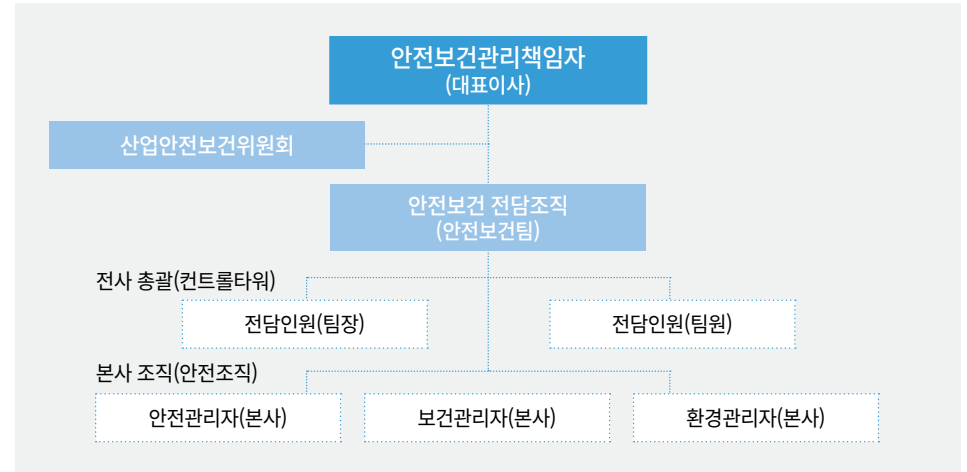 안전보건관리책임자
(대표이사)
산업안전보건위원회
안전보건 전담조직
(안전보건팀)
전사 총괄(컨트롤타워)
전담인원(팀장)
전담인원(팀원)
본사 조직(안전조직)
안전관리자(본사)
보건관리자(본사)
환경관리자(본사)